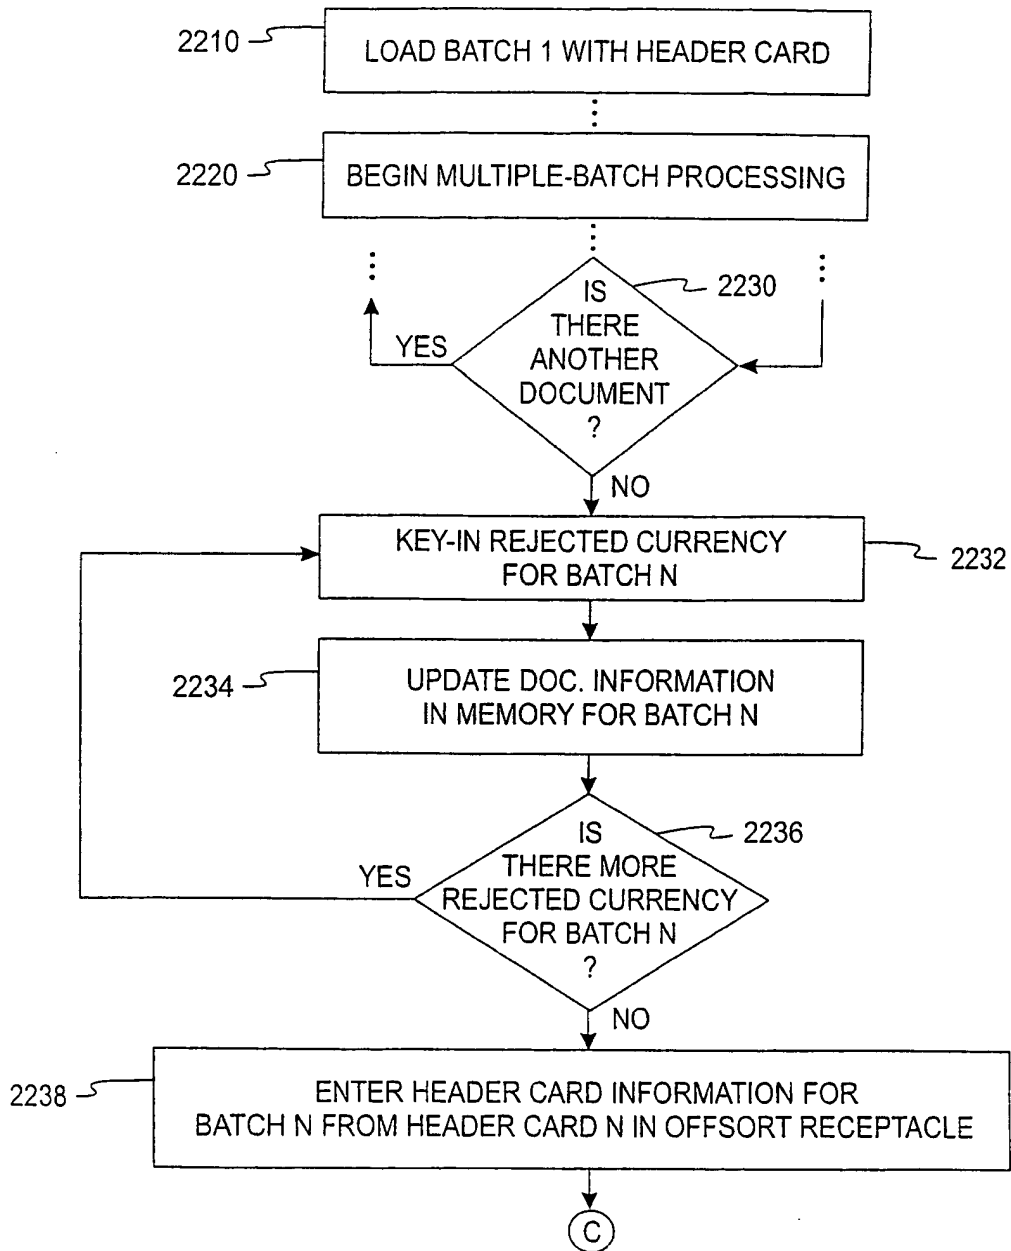 2210
LOAD BATCH 1 WITH HEADER CARD
2220
BEGIN MULTIPLE-BATCH PROCESSING
2230
IS
THERE
ANOTHER
DOCUMENT
?
YES
NO
KEY-IN REJECTED CURRENCY
FOR BATCH N
2232
2234
UPDATE DOC. INFORMATION
IN MEMORY FOR BATCH N
2236
IS
THERE MORE
REJECTED CURRENCY
FOR BATCH N
?
YES
NO
2238
ENTER HEADER CARD INFORMATION FOR
BATCH N FROM HEADER CARD N IN OFFSORT RECEPTACLE
C